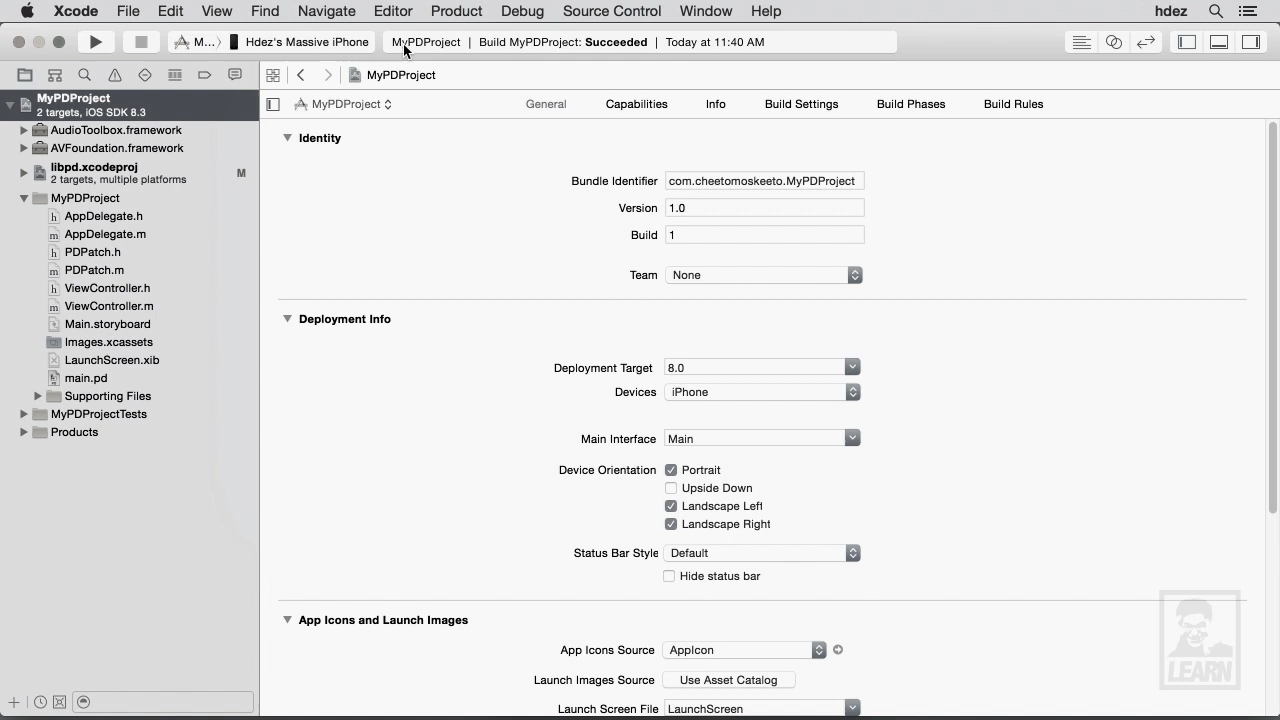 Xcode File Edit View Find Navigate Editor Product Debug Source Control Window Help hdez
M... Hdez's Massive iPhone MyPDProject | Build MyPDProject: Succeeded | Today at 11:40 AM
MyPDProject
MyPDProject
2 targets, iOS SDK 8.3
AudioToolbox.framework
AVFoundation.framework
libpd.xcodeproj M
2 targets, multiple platforms
MyPDProject
AppDelegate.h
AppDelegate.m
PDPatch.h
PDPatch.m
ViewController.h
ViewController.m
Main.storyboard
Images.xcassets
LaunchScreen.xib
main.pd
Supporting Files
MyPDProjectTests
Products
MyPDProject General Capabilities Info Build Settings Build Phases Build Rules
Identity
Bundle Identifier com.cheetomoskeeto.MyPDProject
Version 1.0
Build 1
Team None
Deployment Info
Deployment Target 8.0
Devices iPhone
Main Interface Main
Device Orientation Portrait
Upside Down
Landscape Left
Landscape Right
Status Bar Style Default
Hide status bar
App Icons and Launch Images
App Icons Source AppIcon
Launch Images Source Use Asset Catalog
Launch Screen File LaunchScreen
LEARN